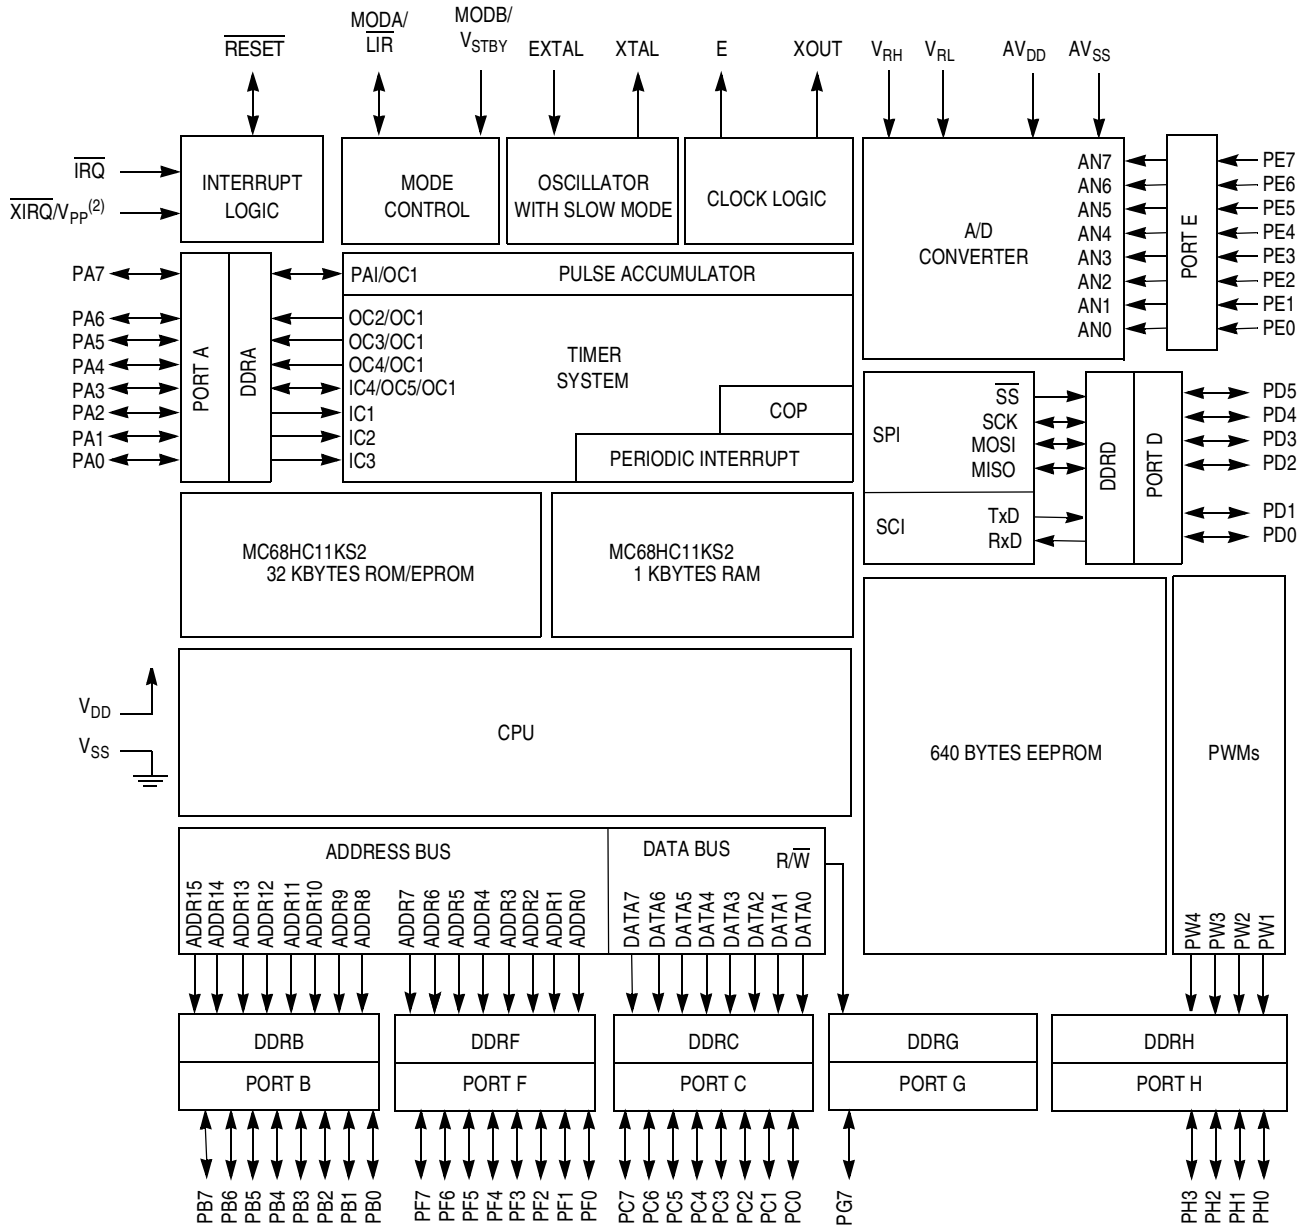 RESET
MODA/
LIR
MODB/
VSTBY
EXTAL
XTAL
E
XOUT
VRH
VRL
AVDD
AVSS
IRQ
XIRQ/VPP(2)
INTERRUPT
LOGIC
MODE
CONTROL
OSCILLATOR
WITH SLOW MODE
CLOCK LOGIC
A/D
CONVERTER
AN7
AN6
AN5
AN4
AN3
AN2
AN1
AN0
PORT E
PE7
PE6
PE5
PE4
PE3
PE2
PE1
PE0
PA7
PA6
PA5
PA4
PA3
PA2
PA1
PA0
PORT A
DDRA
PAI/OC1
PULSE ACCUMULATOR
OC2/OC1
OC3/OC1
OC4/OC1
IC4/OC5/OC1
IC1
IC2
IC3
TIMER
SYSTEM
COP
PERIODIC INTERRUPT
SPI
SS
SCK
MOSI
MISO
SCI
TxD
RxD
DDRD
PORT D
PD5
PD4
PD3
PD2
PD1
PD0
MC68HC11KS2
32 KBYTES ROM/EPROM
MC68HC11KS2
1 KBYTES RAM
VDD
VSS
CPU
640 BYTES EEPROM
PWMs
ADDRESS BUS
DATA BUS
R/W
ADDR15
ADDR14
ADDR13
ADDR12
ADDR11
ADDR10
ADDR9
ADDR8
ADDR7
ADDR6
ADDR5
ADDR4
ADDR3
ADDR2
ADDR1
ADDR0
DATA7
DATA6
DATA5
DATA4
DATA3
DATA2
DATA1
DATA0
PW4
PW3
PW2
PW1
DDRB
DDRF
DDRC
DDRG
DDRH
PORT B
PORT F
PORT C
PORT G
PORT H
PB7
PB6
PB5
PB4
PB3
PB2
PB1
PB0
PF7
PF6
PF5
PF4
PF3
PF2
PF1
PF0
PC7
PC6
PC5
PC4
PC3
PC2
PC1
PC0
PG7
PH3
PH2
PH1
PH0